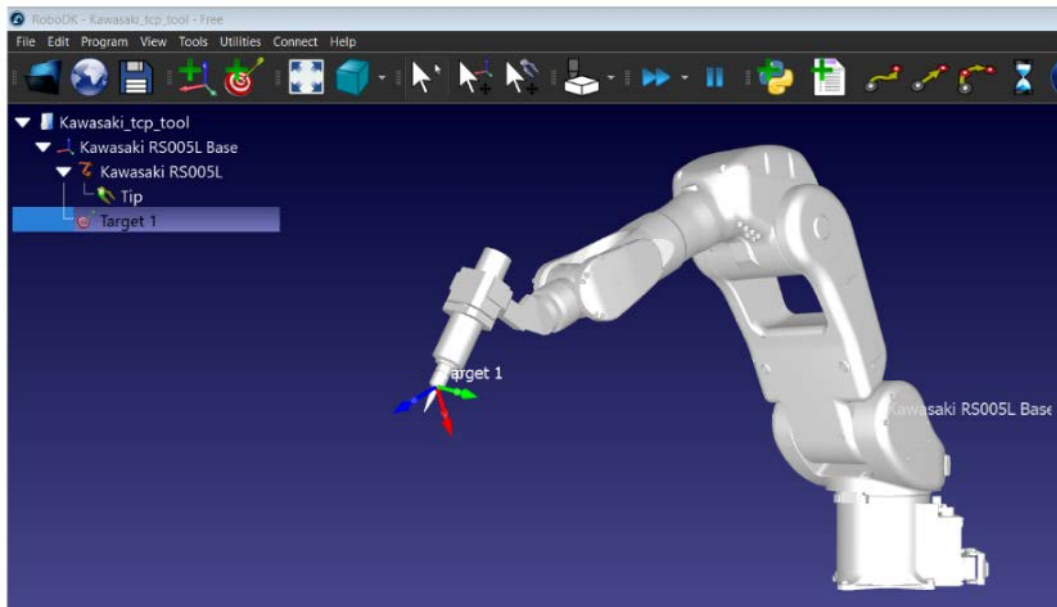 RoboDK - Kawasaki_tcp_tool - Free
File Edit Program View Tools Utilities Connect Help
Kawasaki_tcp_tool
Kawasaki RS005L Base
Kawasaki RS005L
Tip
Target 1
arget 1
Kawasaki RS005L Base